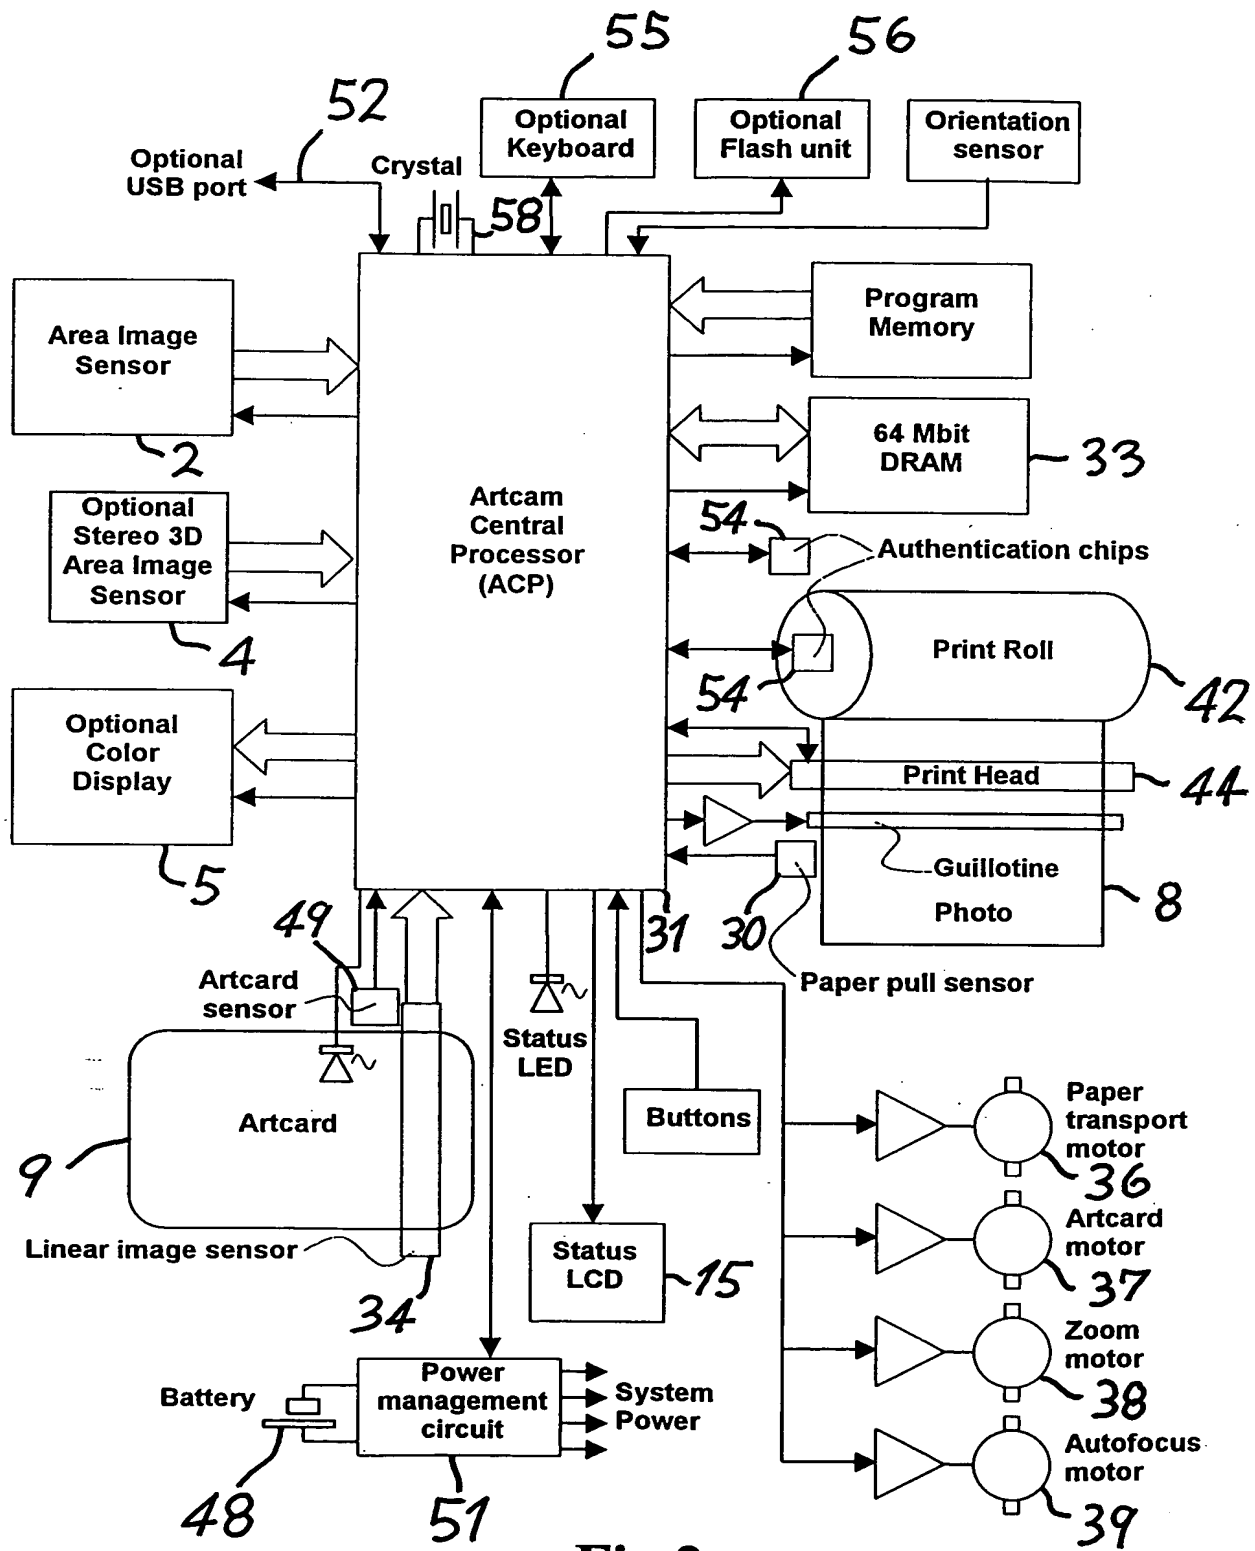 55
56
52
Optional
USB port
Crystal
58
Optional
Keyboard
Optional
Flash unit
Orientation
sensor
Area Image
Sensor
2
Program
Memory
64 Mbit
DRAM
33
Optional
Stereo 3D
Area Image
Sensor
4
Artcam
Central
Processor
(ACP)
54
Authentication chips
Print Roll
54
42
Optional
Color
Display
5
Print Head
44
Guillotine
Photo
8
31
30
Paper pull sensor
49
Artcard
sensor
Status
LED
Artcard
9
Buttons
Linear image sensor
34
Status
LCD
15
Paper
transport
motor
36
Artcard
motor
37
Zoom
motor
38
Autofocus
motor
39
Battery
48
Power
management
circuit
51
System
Power